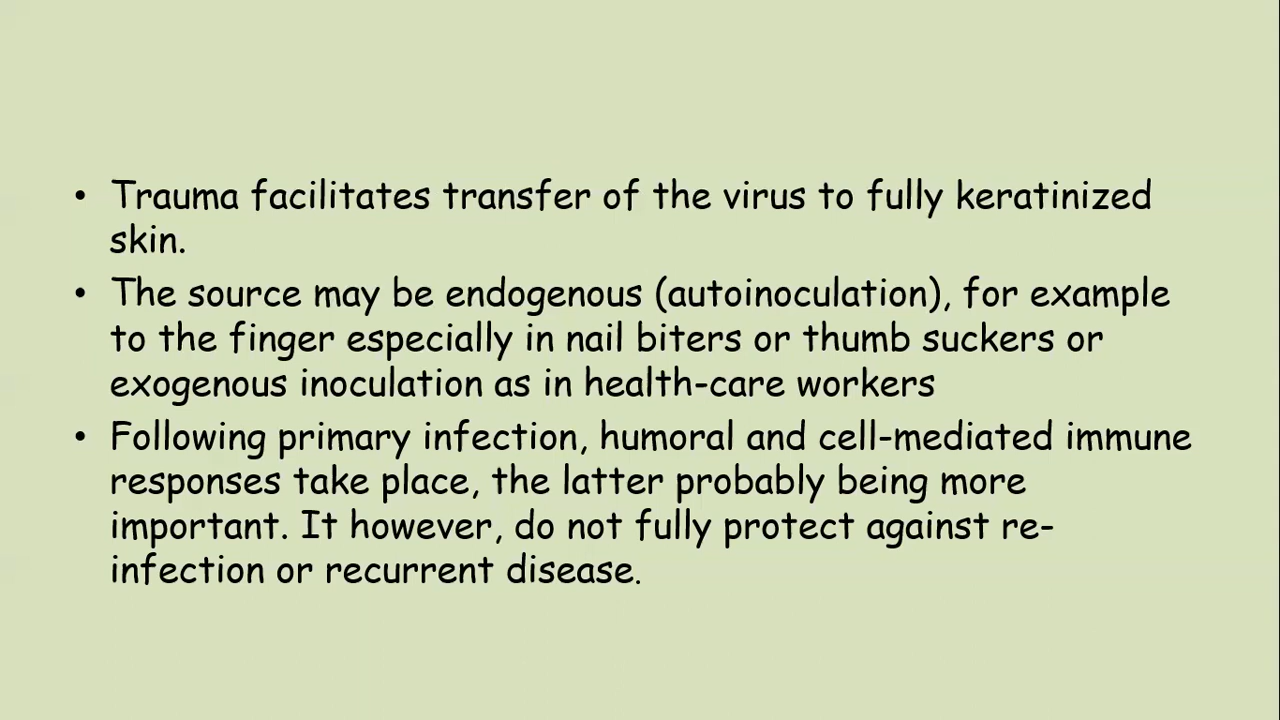 • Trauma facilitates transfer of the virus to fully keratinized
skin.
• The source may be endogenous (autoinoculation), for example
to the finger especially in nail biters or thumb suckers or
exogenous inoculation as in health-care workers
• Following primary infection, humoral and cell-mediated immune
responses take place, the latter probably being more
important. It however, do not fully protect against re-
infection or recurrent disease.